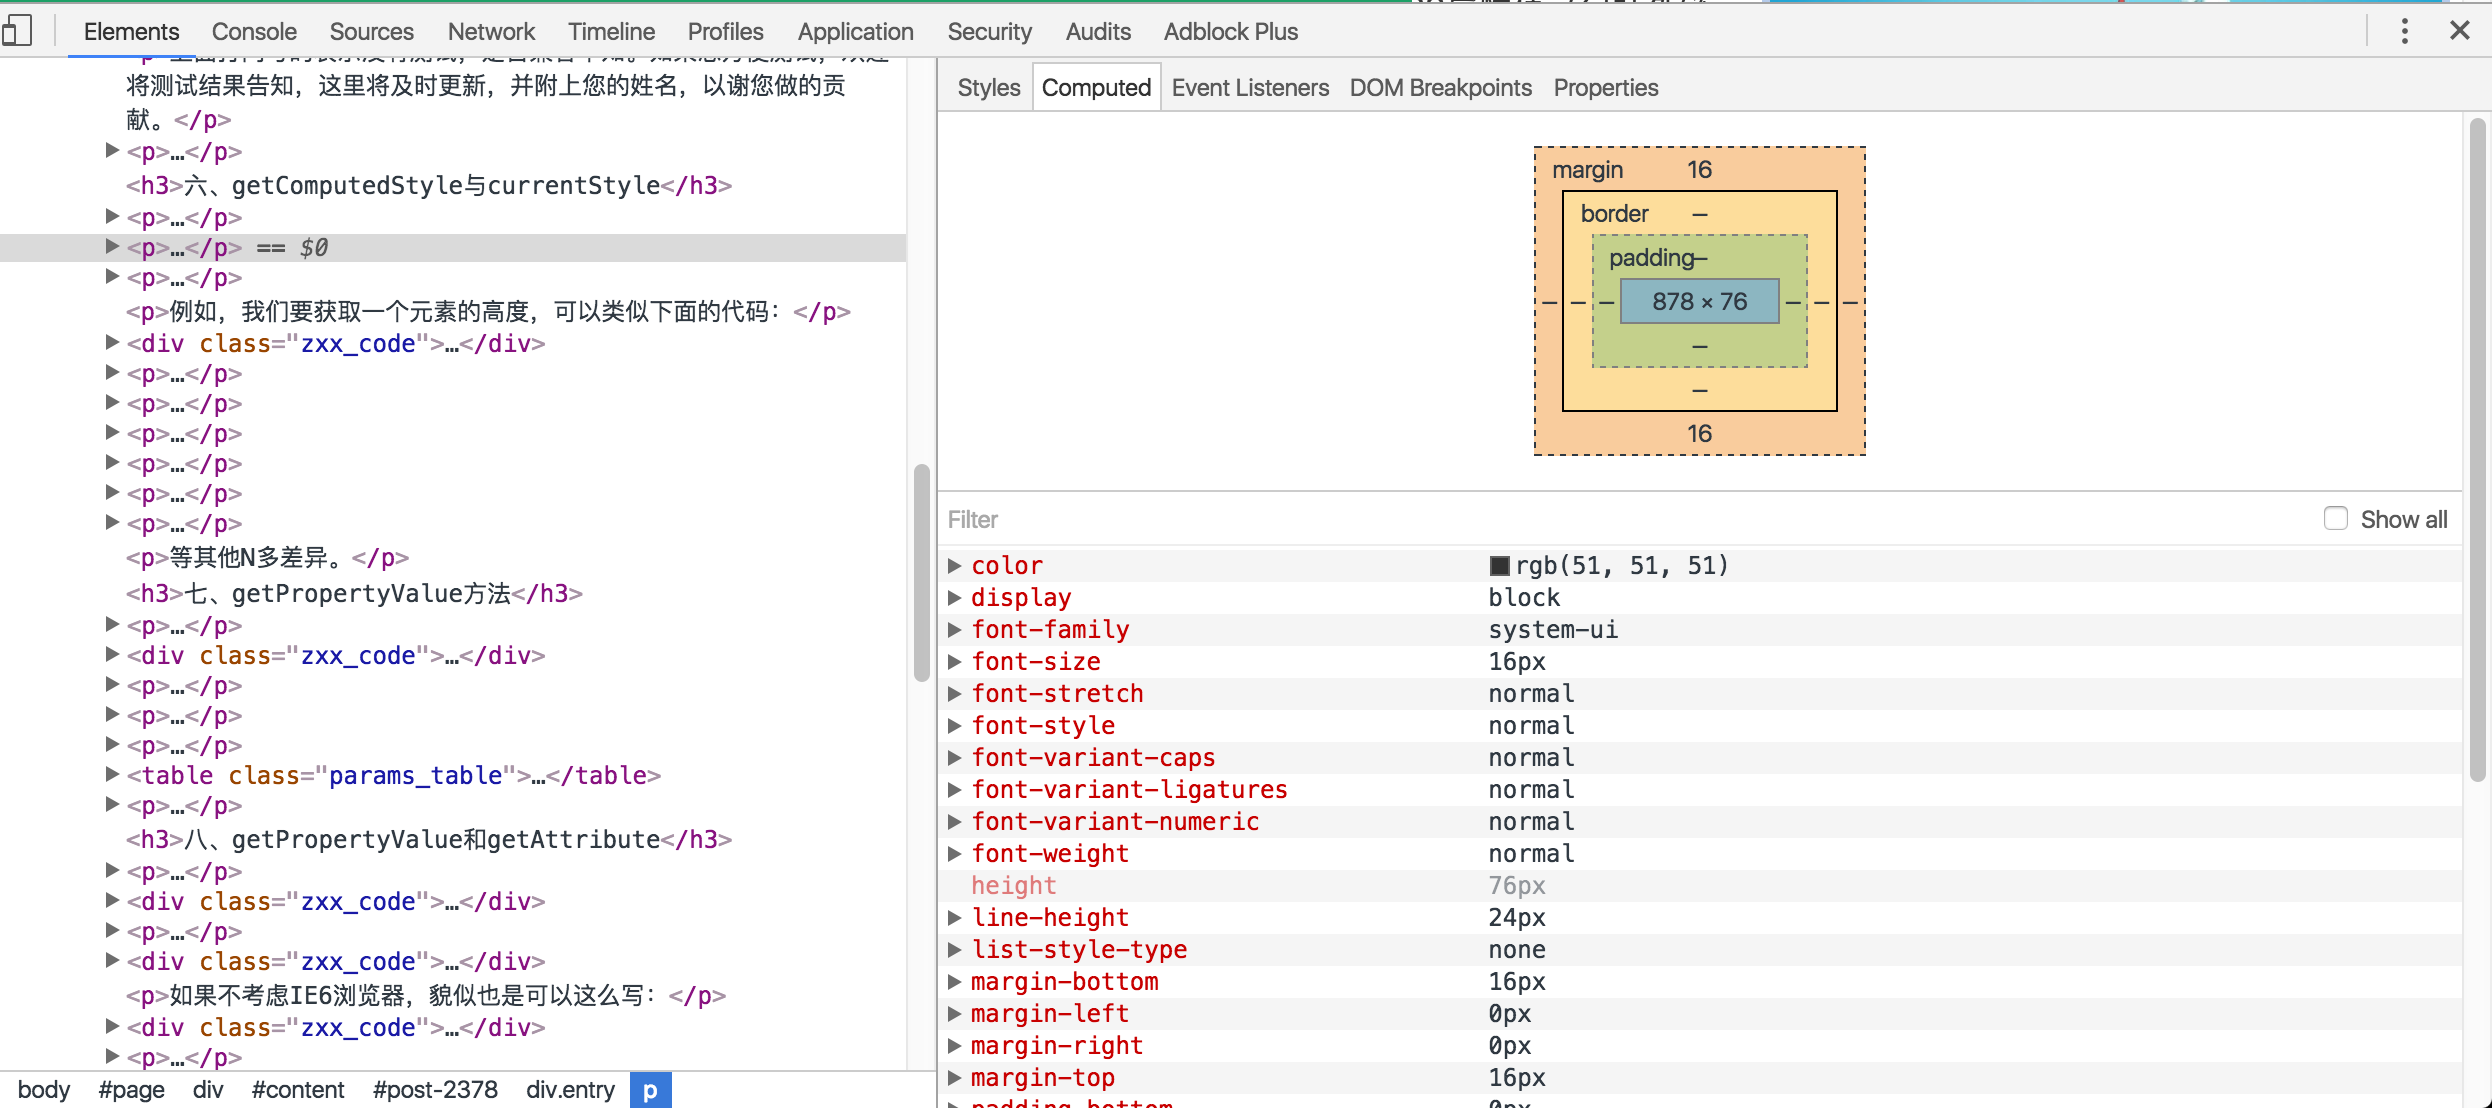 Elements Console Sources Network Timeline Profiles Application Security Audits Adblock Plus
将测试结果告知，这里将及时更新，并附上您的姓名，以谢您做的贡
献。</p>
<p>…</p>
<h3>六、getComputedStyle与currentStyle</h3>
<p>…</p>
<p>…</p> == $0
<p>…</p>
<p>例如，我们要获取一个元素的高度，可以类似下面的代码：</p>
<div class="zxx_code">…</div>
<p>…</p>
<p>…</p>
<p>…</p>
<p>…</p>
<p>…</p>
<p>…</p>
<p>等其他N多差异。</p>
<h3>七、getPropertyValue方法</h3>
<p>…</p>
<div class="zxx_code">…</div>
<p>…</p>
<p>…</p>
<p>…</p>
<table class="params_table">…</table>
<p>…</p>
<h3>八、getPropertyValue和getAttribute</h3>
<p>…</p>
<div class="zxx_code">…</div>
<p>…</p>
<div class="zxx_code">…</div>
<p>如果不考虑IE6浏览器，貌似也是可以这么写：</p>
<div class="zxx_code">…</div>
<p>…</p>
body #page div #content #post-2378 div.entry p
Styles Computed Event Listeners DOM Breakpoints Properties
margin 16
border –
padding –
– – – 878 × 76 – – –
–
–
16
Filter Show all
color rgb(51, 51, 51)
display block
font-family system-ui
font-size 16px
font-stretch normal
font-style normal
font-variant-caps normal
font-variant-ligatures normal
font-variant-numeric normal
font-weight normal
height 76px
line-height 24px
list-style-type none
margin-bottom 16px
margin-left 0px
margin-right 0px
margin-top 16px
padding-bottom 0px